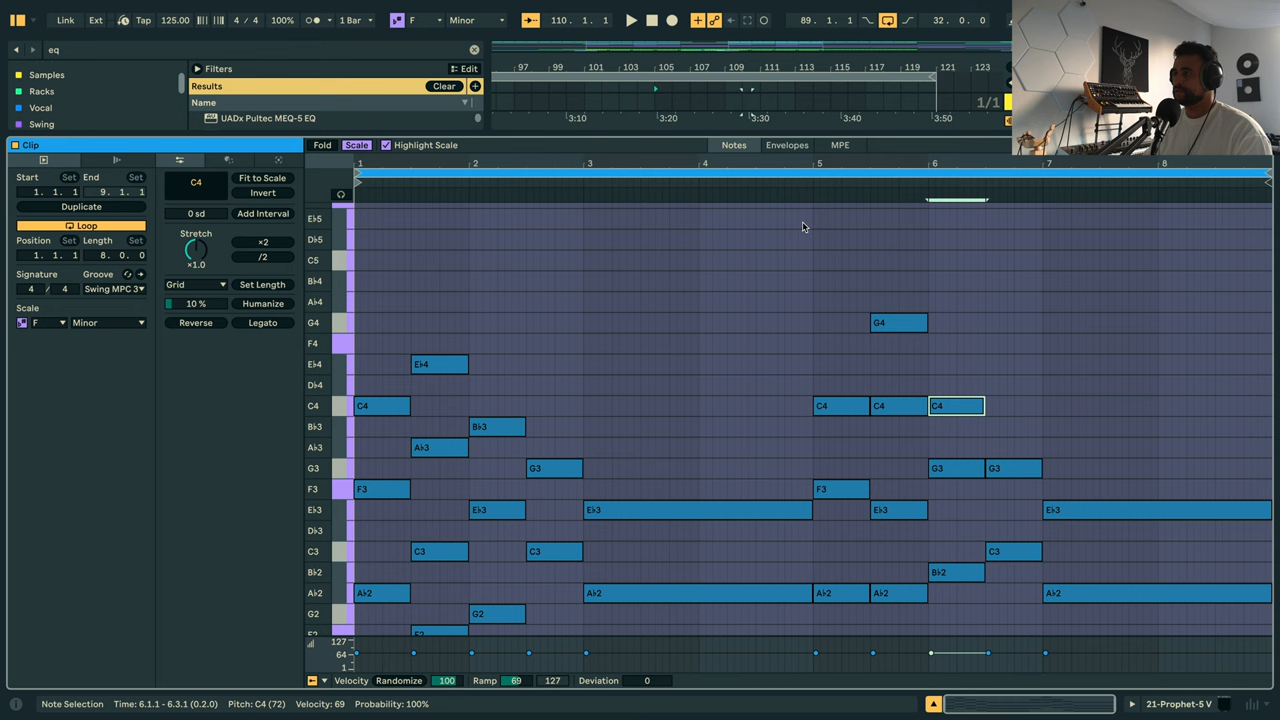 Link Ext Tap 125.00 4 / 4 100% 1 Bar F Minor 110. 1. 1 89. 1. 1 32. 0. 0
eq
Samples
Racks
Vocal
Swing
Filters Edit
Results Clear
Name
UADx Pultec MEQ-5 EQ
97 99 101 103 105 107 109 111 113 115 117 119 121 123
1/1
3:10 3:20 3:30 3:40 3:50
Clip
Start Set End Set
1. 1. 1 9. 1. 1
Duplicate
Loop
Position Set Length Set
1. 1. 1 8. 0. 0
Signature Groove
4 / 4 Swing MPC 3
Scale
F Minor
C4 Fit to Scale
Invert
0 sd Add Interval
Stretch
×2
×1.0 /2
Grid Set Length
10 % Humanize
Reverse Legato
Fold Scale Highlight Scale Notes Envelopes MPE
1 2 3 4 5 6 7 8
E♭5
D♭5
C5
B♭4
A♭4
G4 G4
F4
E♭4 E♭4
D♭4
C4 C4 C4 C4 C4
B♭3 B♭3
A♭3 A♭3
G3 G3 G3 G3
F3 F3 F3
E♭3 E♭3 E♭3 E♭3 E♭3
D♭3
C3 C3 C3 C3
B♭2 B♭2
A♭2 A♭2 A♭2 A♭2 A♭2 A♭2
G2 G2
F2 F2
127
64
1
Velocity Randomize 100 Ramp 69 127 Deviation 0
Note Selection Time: 6.1.1 - 6.3.1 (0.2.0) Pitch: C4 (72) Velocity: 69 Probability: 100% 21-Prophet-5 V